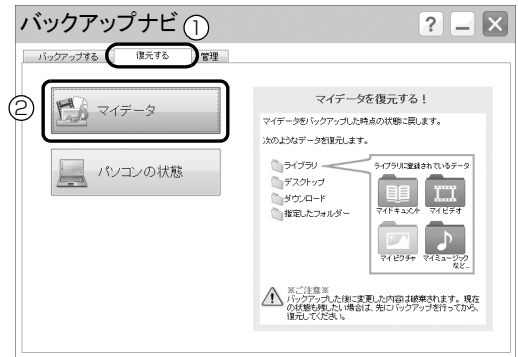 バックアップナビ
①
?
バックアップする
復元する
管理
②
マイデータ
パソコンの状態
マイデータを復元する！
マイデータをバックアップした時点の状態に戻します。
次のようなデータを復元します。
ライブラリ
デスクトップ
ダウンロード
指定したフォルダー
ライブラリに登録されているデータ
マイドキュメント
マイビデオ
マイピクチャ
マイミュージック
など...
※ご注意※
バックアップした後に変更した内容は破棄されます。現在
の状態も残したい場合は、先にバックアップを行ってから、
復元してください。